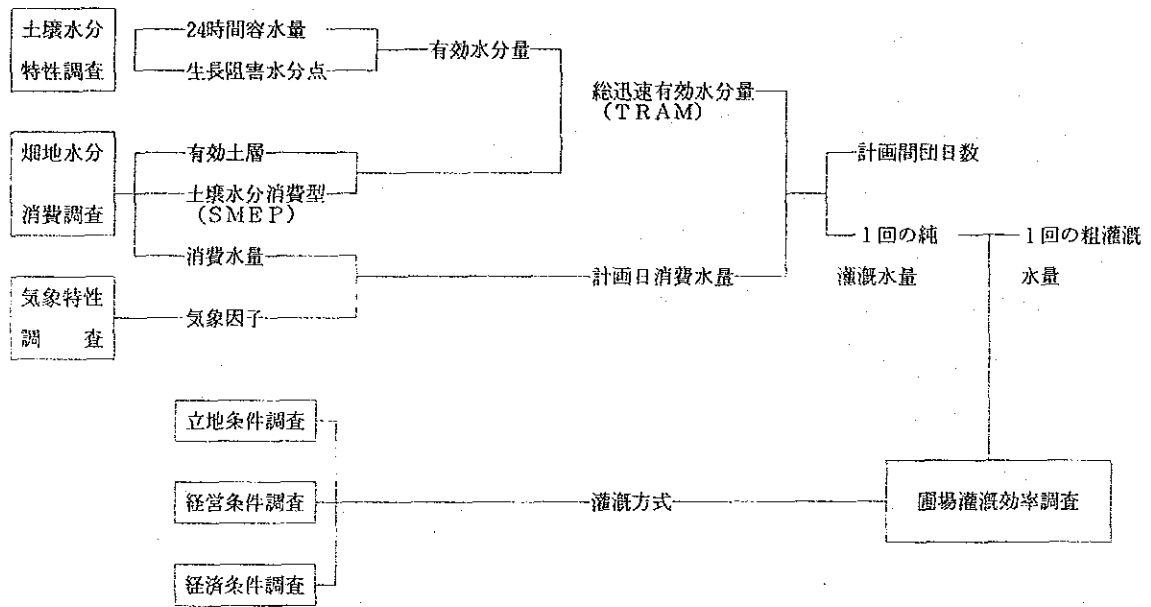 土壌水分
特性調査
24時間容水量
生長阻害水分点
有効水分量
総迅速有効水分量
(TRAM)
畑地水分
消費調査
有効土層
土壌水分消費型
(SMEP)
消費水量
計画間団日数
1回の純
灌漑水量
1回の粗灌漑
水量
計画日消費水量
気象特性
調 査
気象因子
立地条件調査
経営条件調査
経済条件調査
灌漑方式
圃場灌漑効率調査